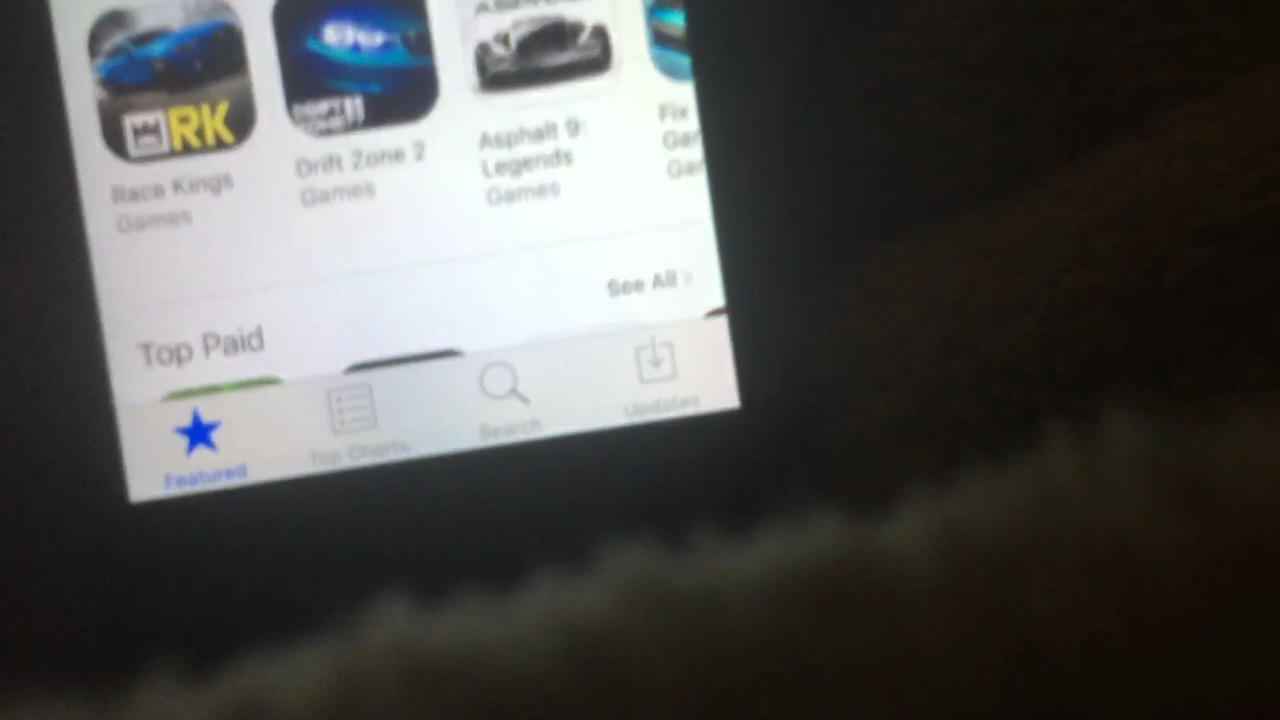 RK
Race Kings
Games
Drift Zone 2
Games
Asphalt 9:
Legends
Games
Fix
See All >
Top Paid
Featured
Top Charts
Search
Updates